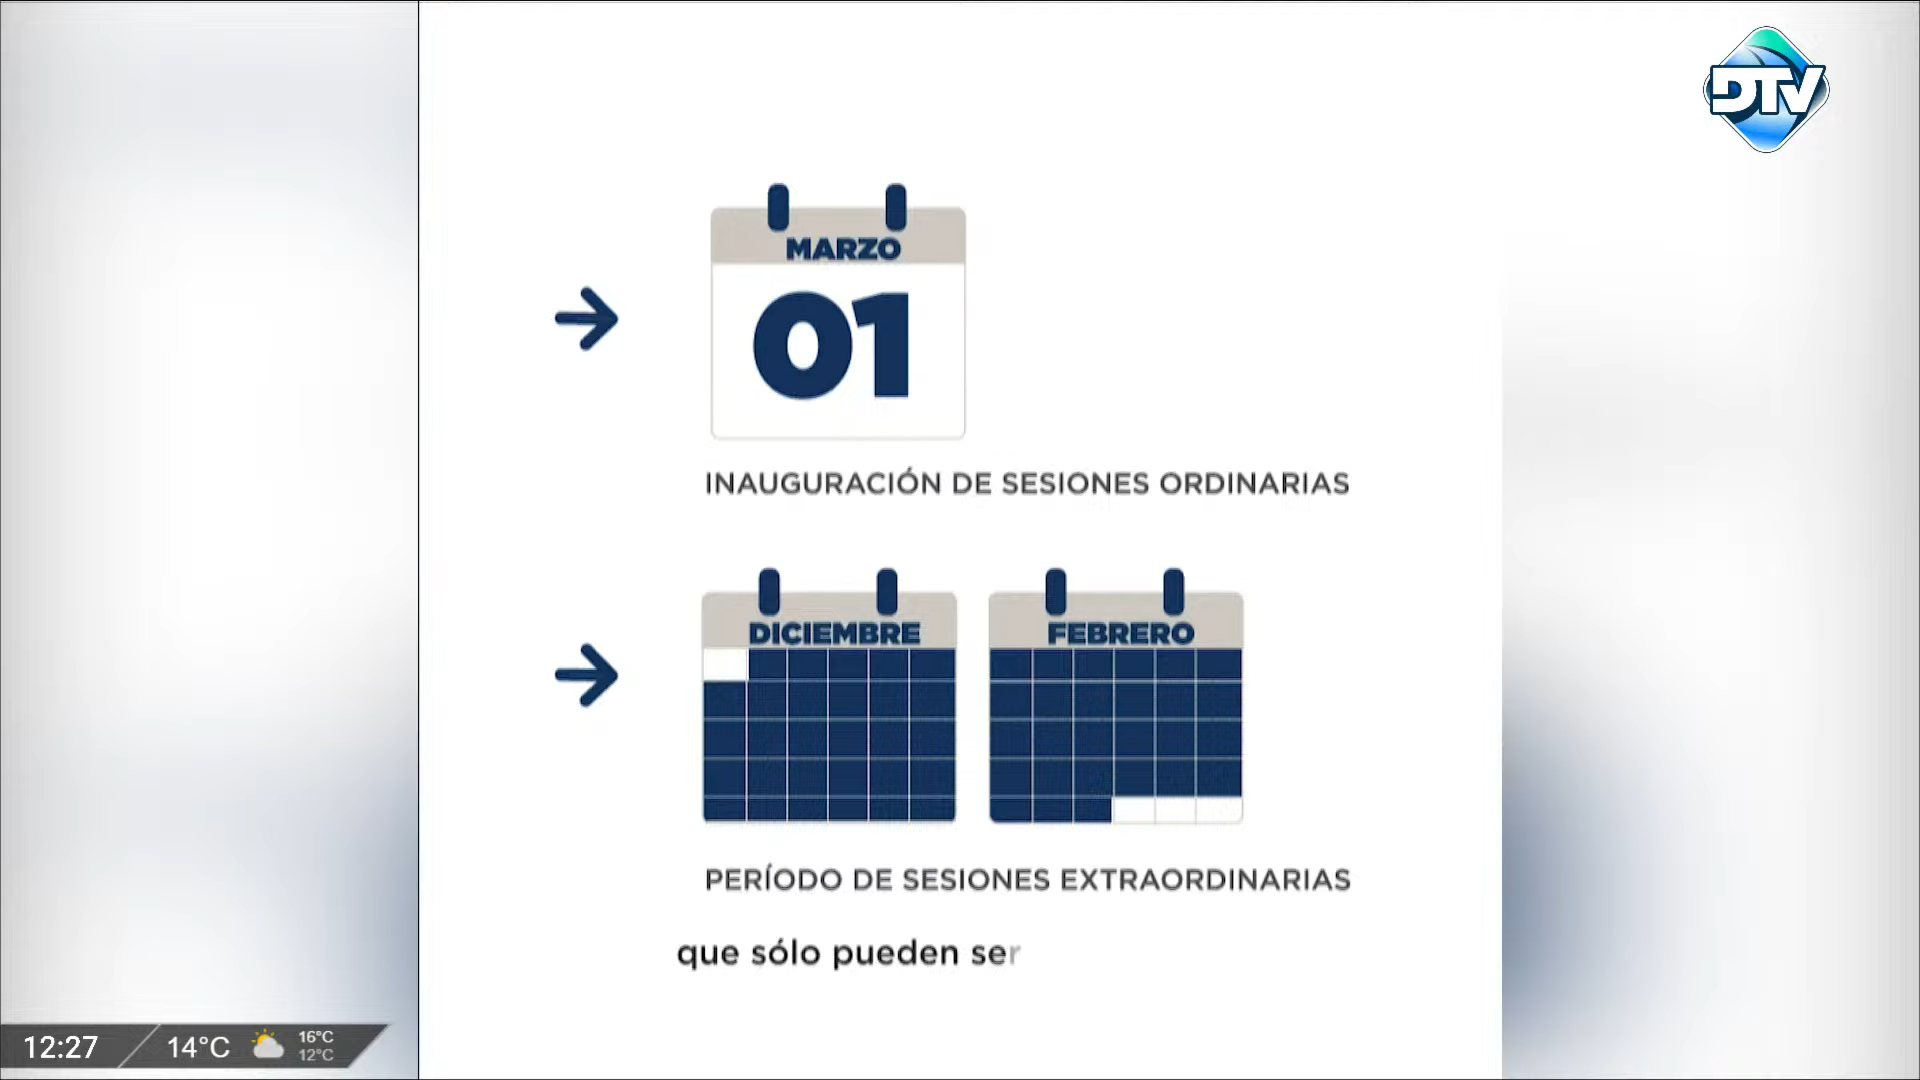 DTV
MARZO
01
INAUGURACIÓN DE SESIONES ORDINARIAS
DICIEMBRE
FEBRERO
PERÍODO DE SESIONES EXTRAORDINARIAS
que sólo pueden ser
12:27
14°C
16°C
12°C